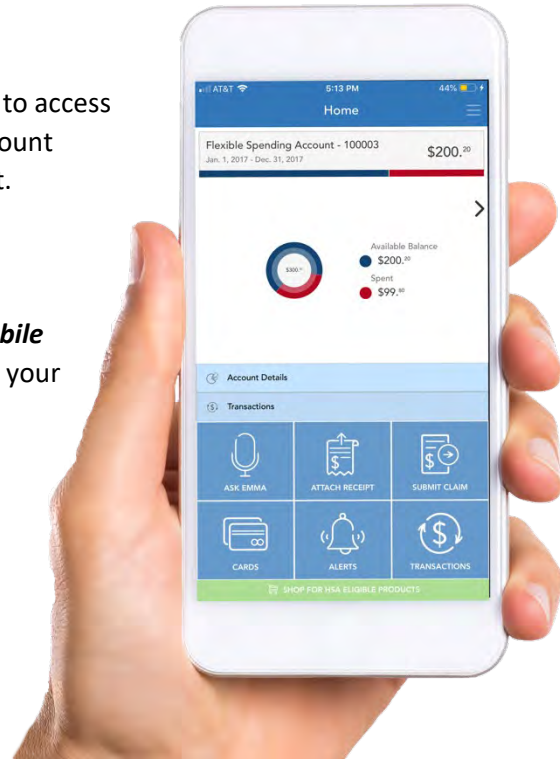 to access
ount
t.
bile
your
AT&T 5:13 PM 44%
Home
Flexible Spending Account - 100003
Jan. 1, 2017 - Dec. 31, 2017
$200.20
Available Balance
$200.20
Spent
$99.80
Account Details
Transactions
ASK EMMA ATTACH RECEIPT SUBMIT CLAIM
CARDS ALERTS TRANSACTIONS
SHOP FOR HSA ELIGIBLE PRODUCTS